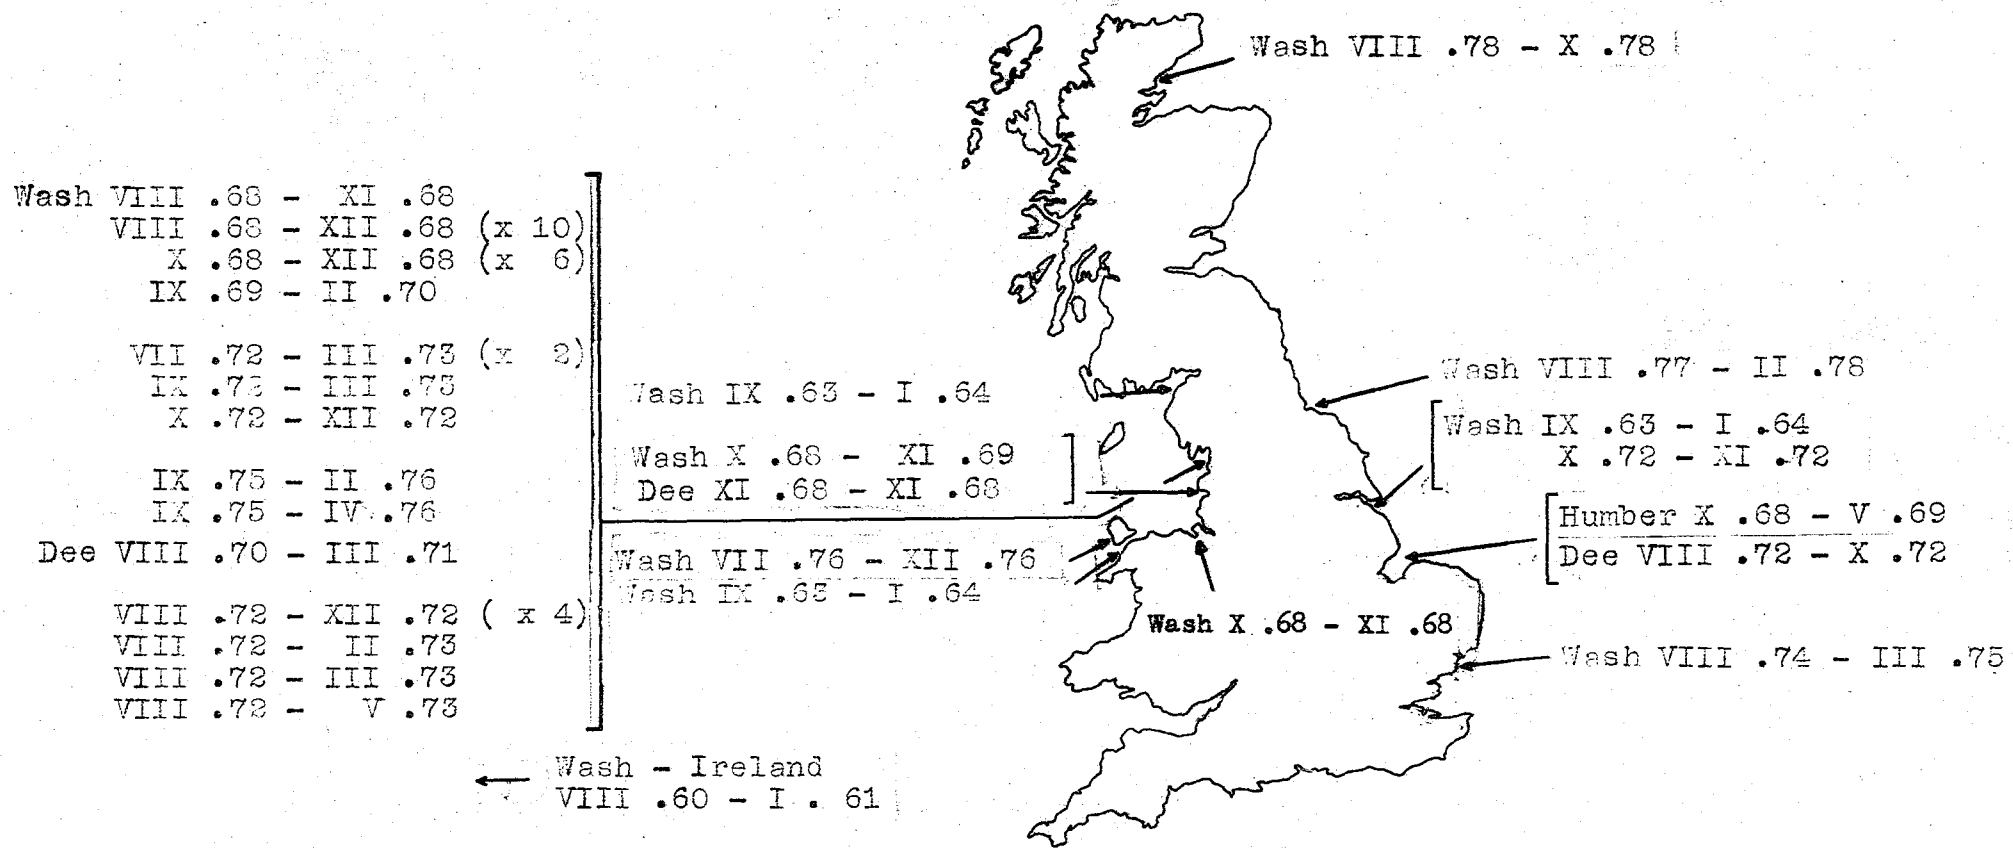 Wash VIII .78 - X .78
Wash VIII .68 - XI .68
VIII .68 - XII .68 (x 10)
X .68 - XII .68 (x 6)
IX .69 - II .70
VII .72 - III .73 (x 2)
IX .72 - III .73
X .72 - XII .72
IX .75 - II .76
IX .75 - IV .76
Dee VIII .70 - III .71
VIII .72 - XII .72 ( x 4)
VIII .72 - II .73
VIII .72 - III .73
VIII .72 - V .73
Wash IX .63 - I .64
Wash X .68 - XI .69
Dee XI .68 - XI .68
Wash VII .76 - XII .76
Wash IX .63 - I .64
Wash X .68 - XI .68
Wash - Ireland
VIII .60 - I . 61
Wash VIII .77 - II .78
Wash IX .63 - I .64
X .72 - XI .72
Humber X .68 - V .69
Dee VIII .72 - X .72
Wash VIII .74 - III .75